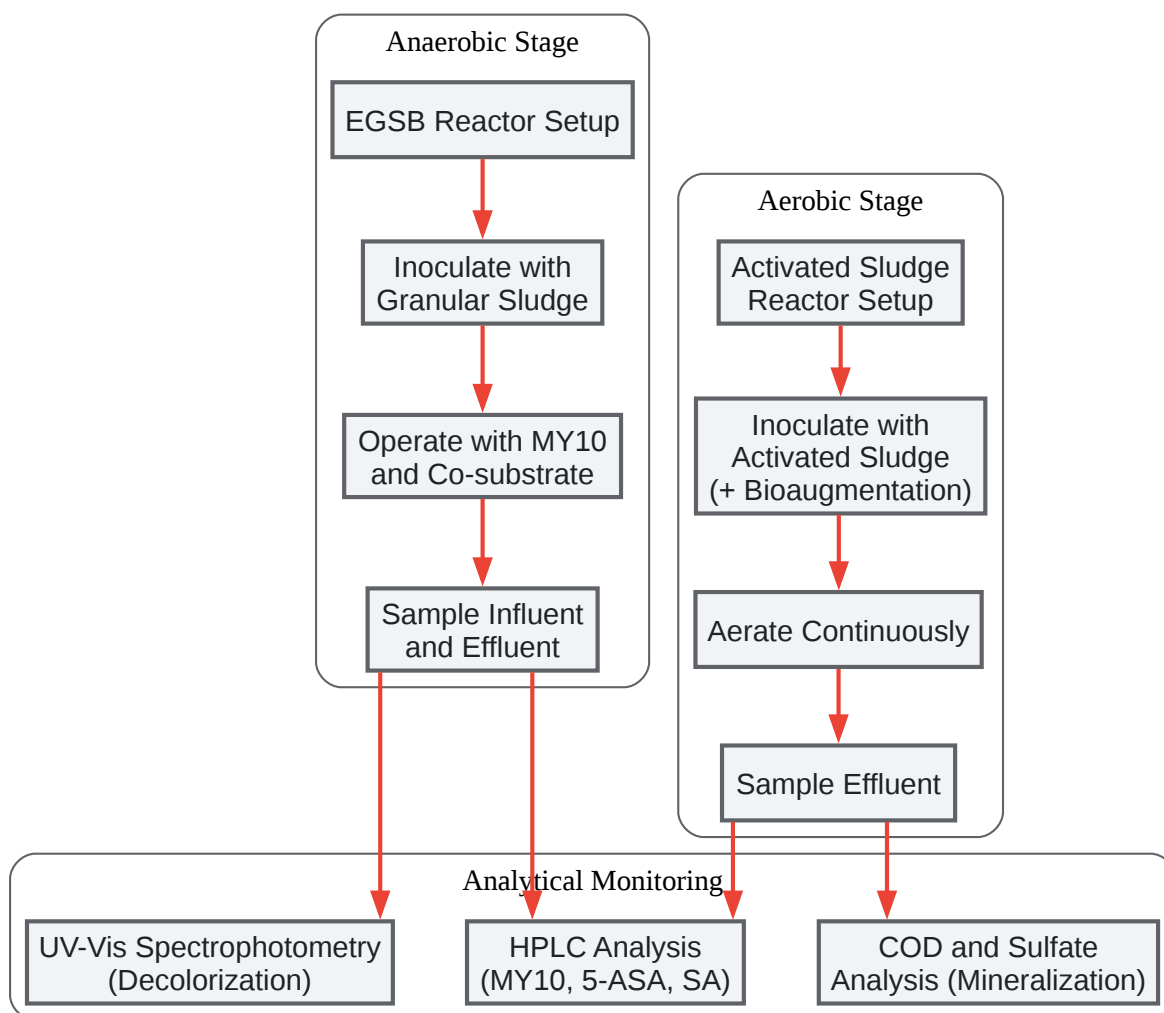 Anaerobic Stage
EGSB Reactor Setup
Inoculate with
Granular Sludge
Operate with MY10
and Co-substrate
Sample Influent
and Effluent
Aerobic Stage
Activated Sludge
Reactor Setup
Inoculate with
Activated Sludge
(+ Bioaugmentation)
Aerate Continuously
Sample Effluent
Analytical Monitoring
UV-Vis Spectrophotometry
(Decolorization)
HPLC Analysis
(MY10, 5-ASA, SA)
COD and Sulfate
Analysis (Mineralization)